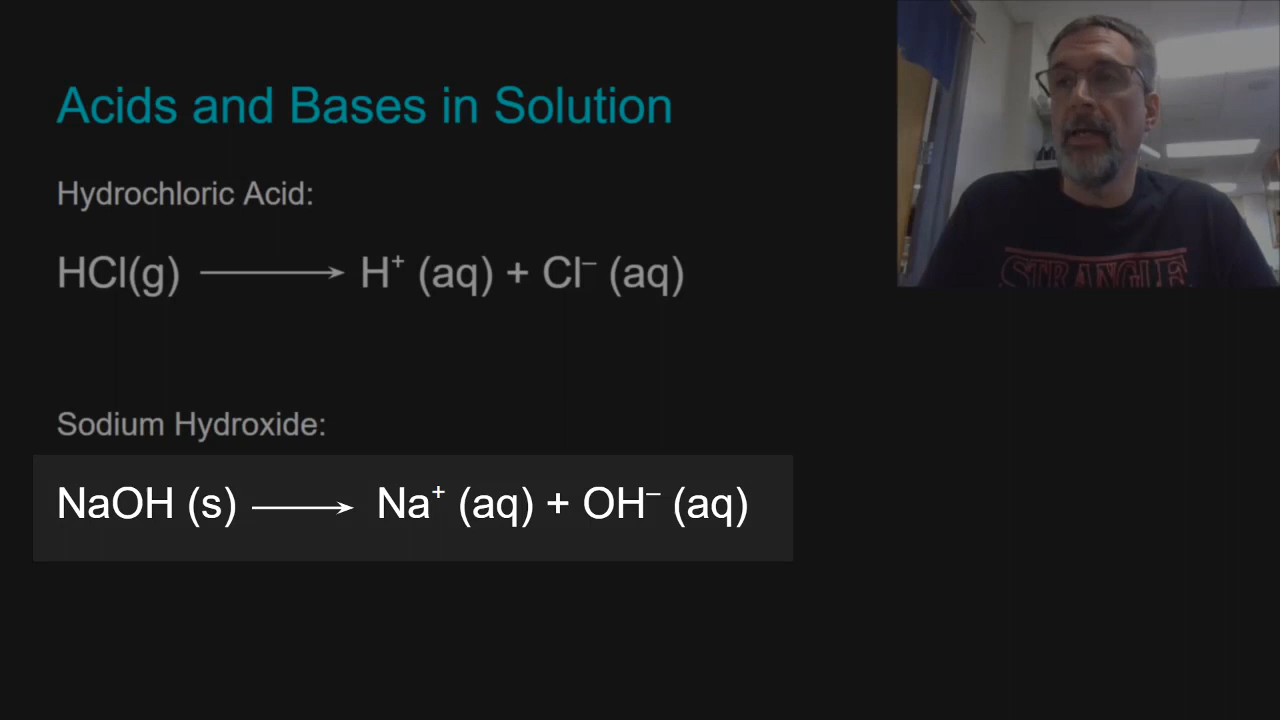 Acids and Bases in Solution
Hydrochloric Acid:
HCl(g) ⟶ H⁺ (aq) + Cl⁻ (aq)
Sodium Hydroxide:
NaOH (s) ⟶ Na⁺ (aq) + OH⁻ (aq)